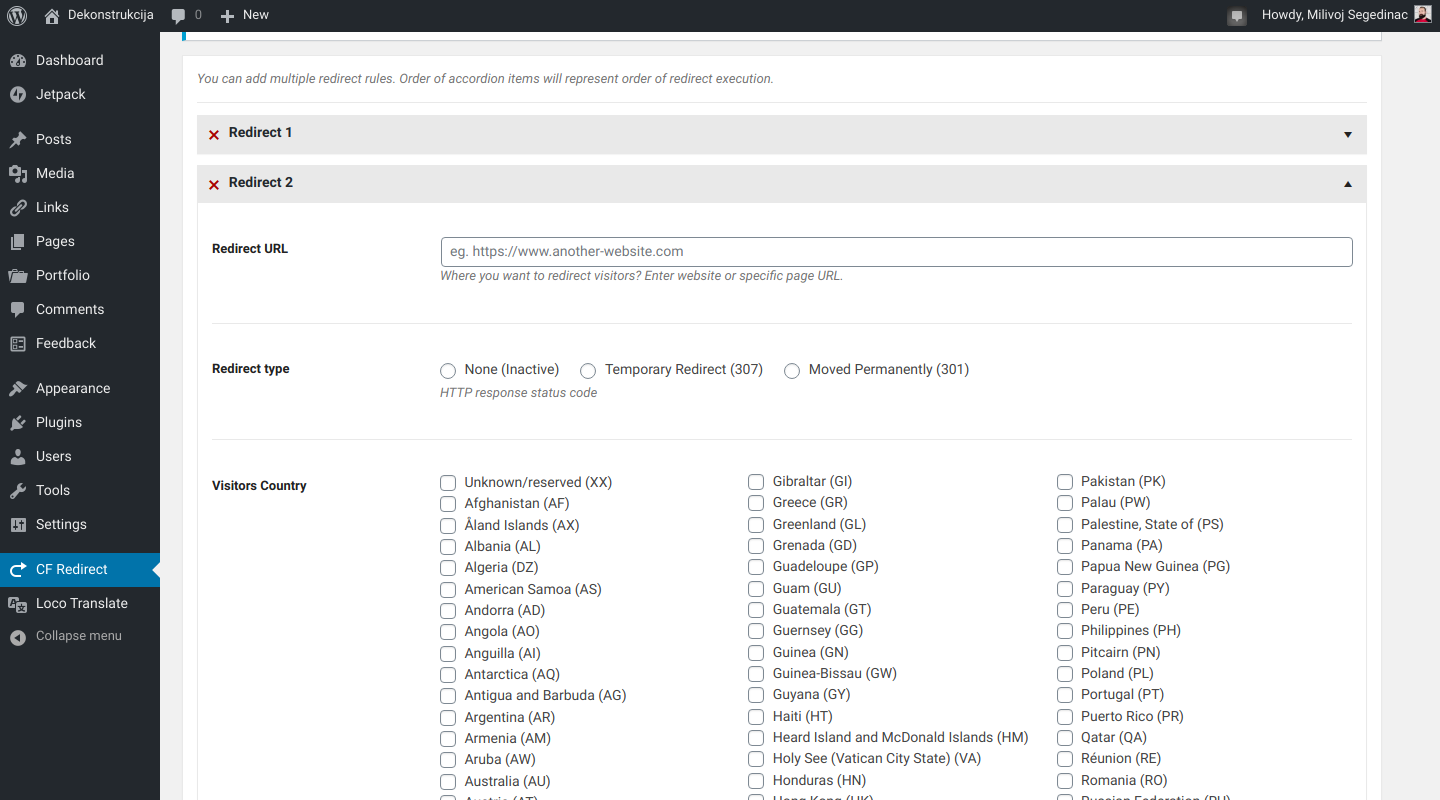 Dekonstrukcija 0 New Howdy, Milivoj Segedinac
Dashboard
Jetpack
Posts
Media
Links
Pages
Portfolio
Comments
Feedback
Appearance
Plugins
Users
Tools
Settings
CF Redirect
Loco Translate
Collapse menu
You can add multiple redirect rules. Order of accordion items will represent order of redirect execution.
Redirect 1
Redirect 2
Redirect URL
eg. https://www.another-website.com
Where you want to redirect visitors? Enter website or specific page URL.
Redirect type
None (Inactive) Temporary Redirect (307) Moved Permanently (301)
HTTP response status code
Visitors Country
Unknown/reserved (XX)
Afghanistan (AF)
Åland Islands (AX)
Albania (AL)
Algeria (DZ)
American Samoa (AS)
Andorra (AD)
Angola (AO)
Anguilla (AI)
Antarctica (AQ)
Antigua and Barbuda (AG)
Argentina (AR)
Armenia (AM)
Aruba (AW)
Australia (AU)
Austria (AT)
Gibraltar (GI)
Greece (GR)
Greenland (GL)
Grenada (GD)
Guadeloupe (GP)
Guam (GU)
Guatemala (GT)
Guernsey (GG)
Guinea (GN)
Guinea-Bissau (GW)
Guyana (GY)
Haiti (HT)
Heard Island and McDonald Islands (HM)
Holy See (Vatican City State) (VA)
Honduras (HN)
Hong Kong (HK)
Pakistan (PK)
Palau (PW)
Palestine, State of (PS)
Panama (PA)
Papua New Guinea (PG)
Paraguay (PY)
Peru (PE)
Philippines (PH)
Pitcairn (PN)
Poland (PL)
Portugal (PT)
Puerto Rico (PR)
Qatar (QA)
Réunion (RE)
Romania (RO)
Russian Federation (RU)